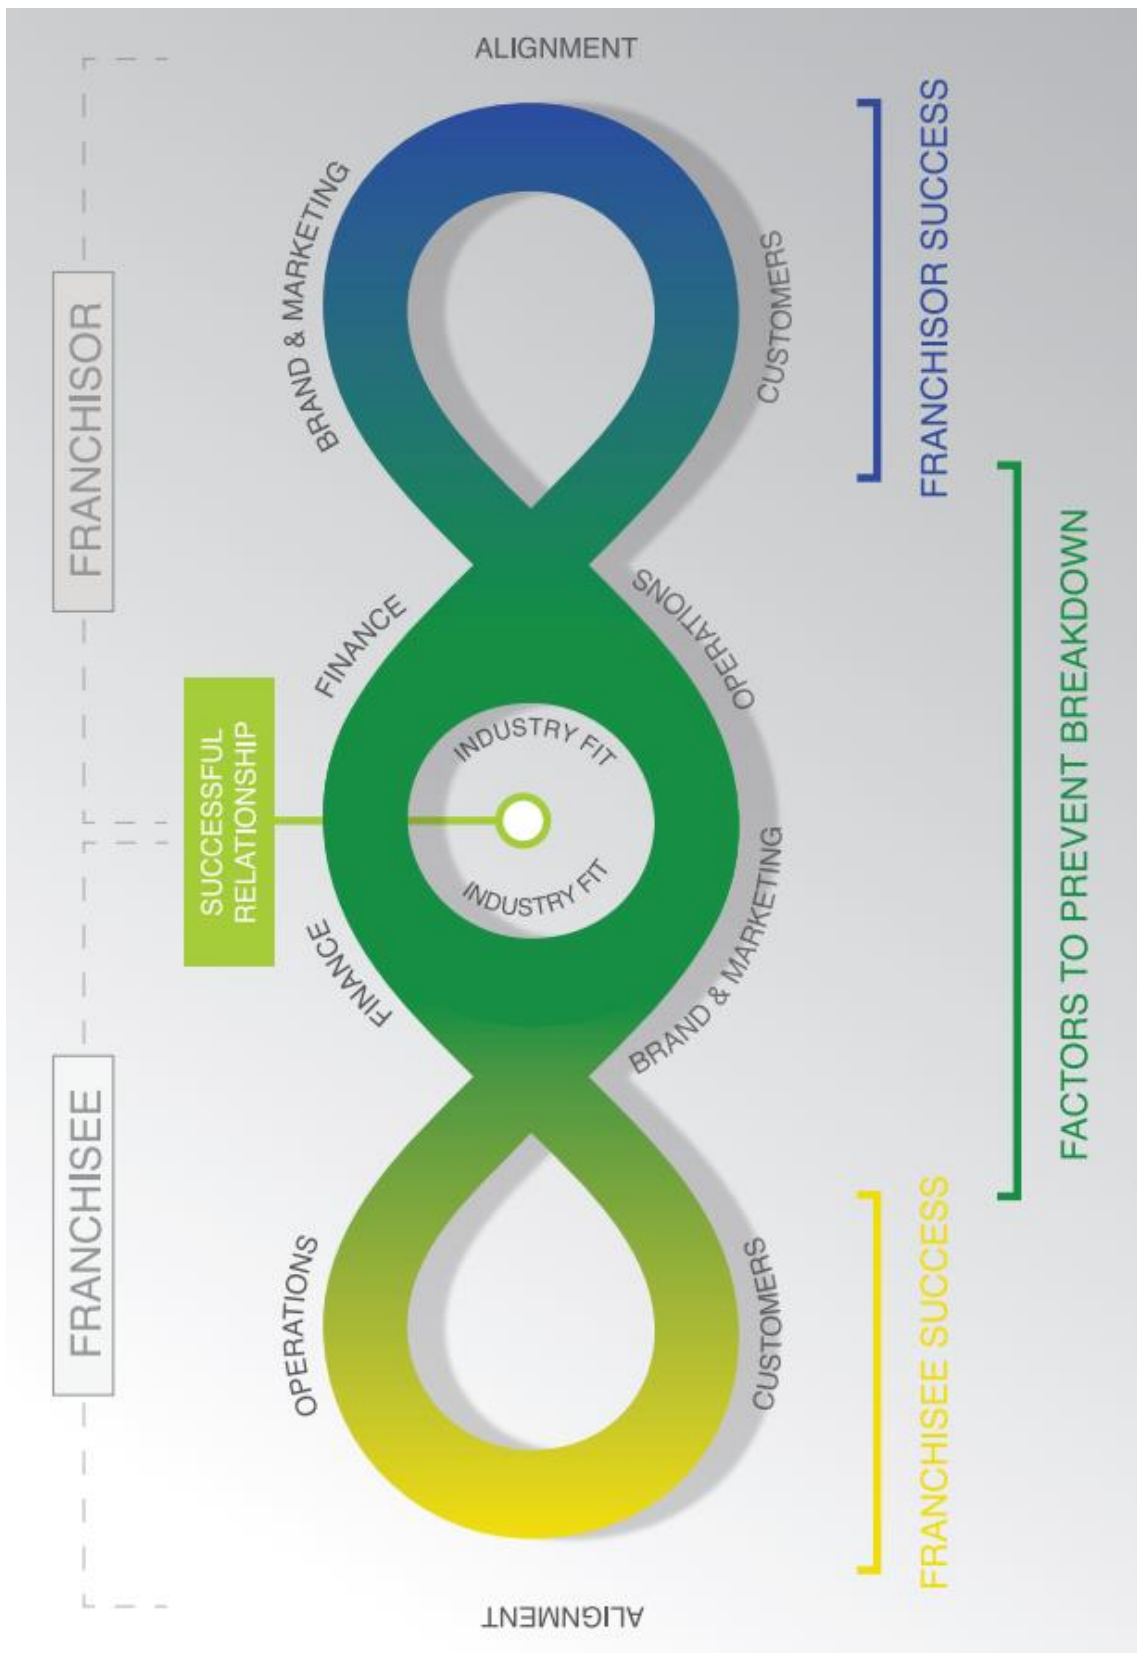 ALIGNMENT
FRANCHISOR
BRAND & MARKETING
CUSTOMERS
FRANCHISOR SUCCESS
FINANCE
OPERATIONS
SUCCESSFUL
RELATIONSHIP
INDUSTRY FIT
INDUSTRY FIT
FACTORS TO PREVENT BREAKDOWN
FRANCHISEE
FINANCE
BRAND & MARKETING
OPERATIONS
CUSTOMERS
FRANCHISEE SUCCESS
ALIGNMENT